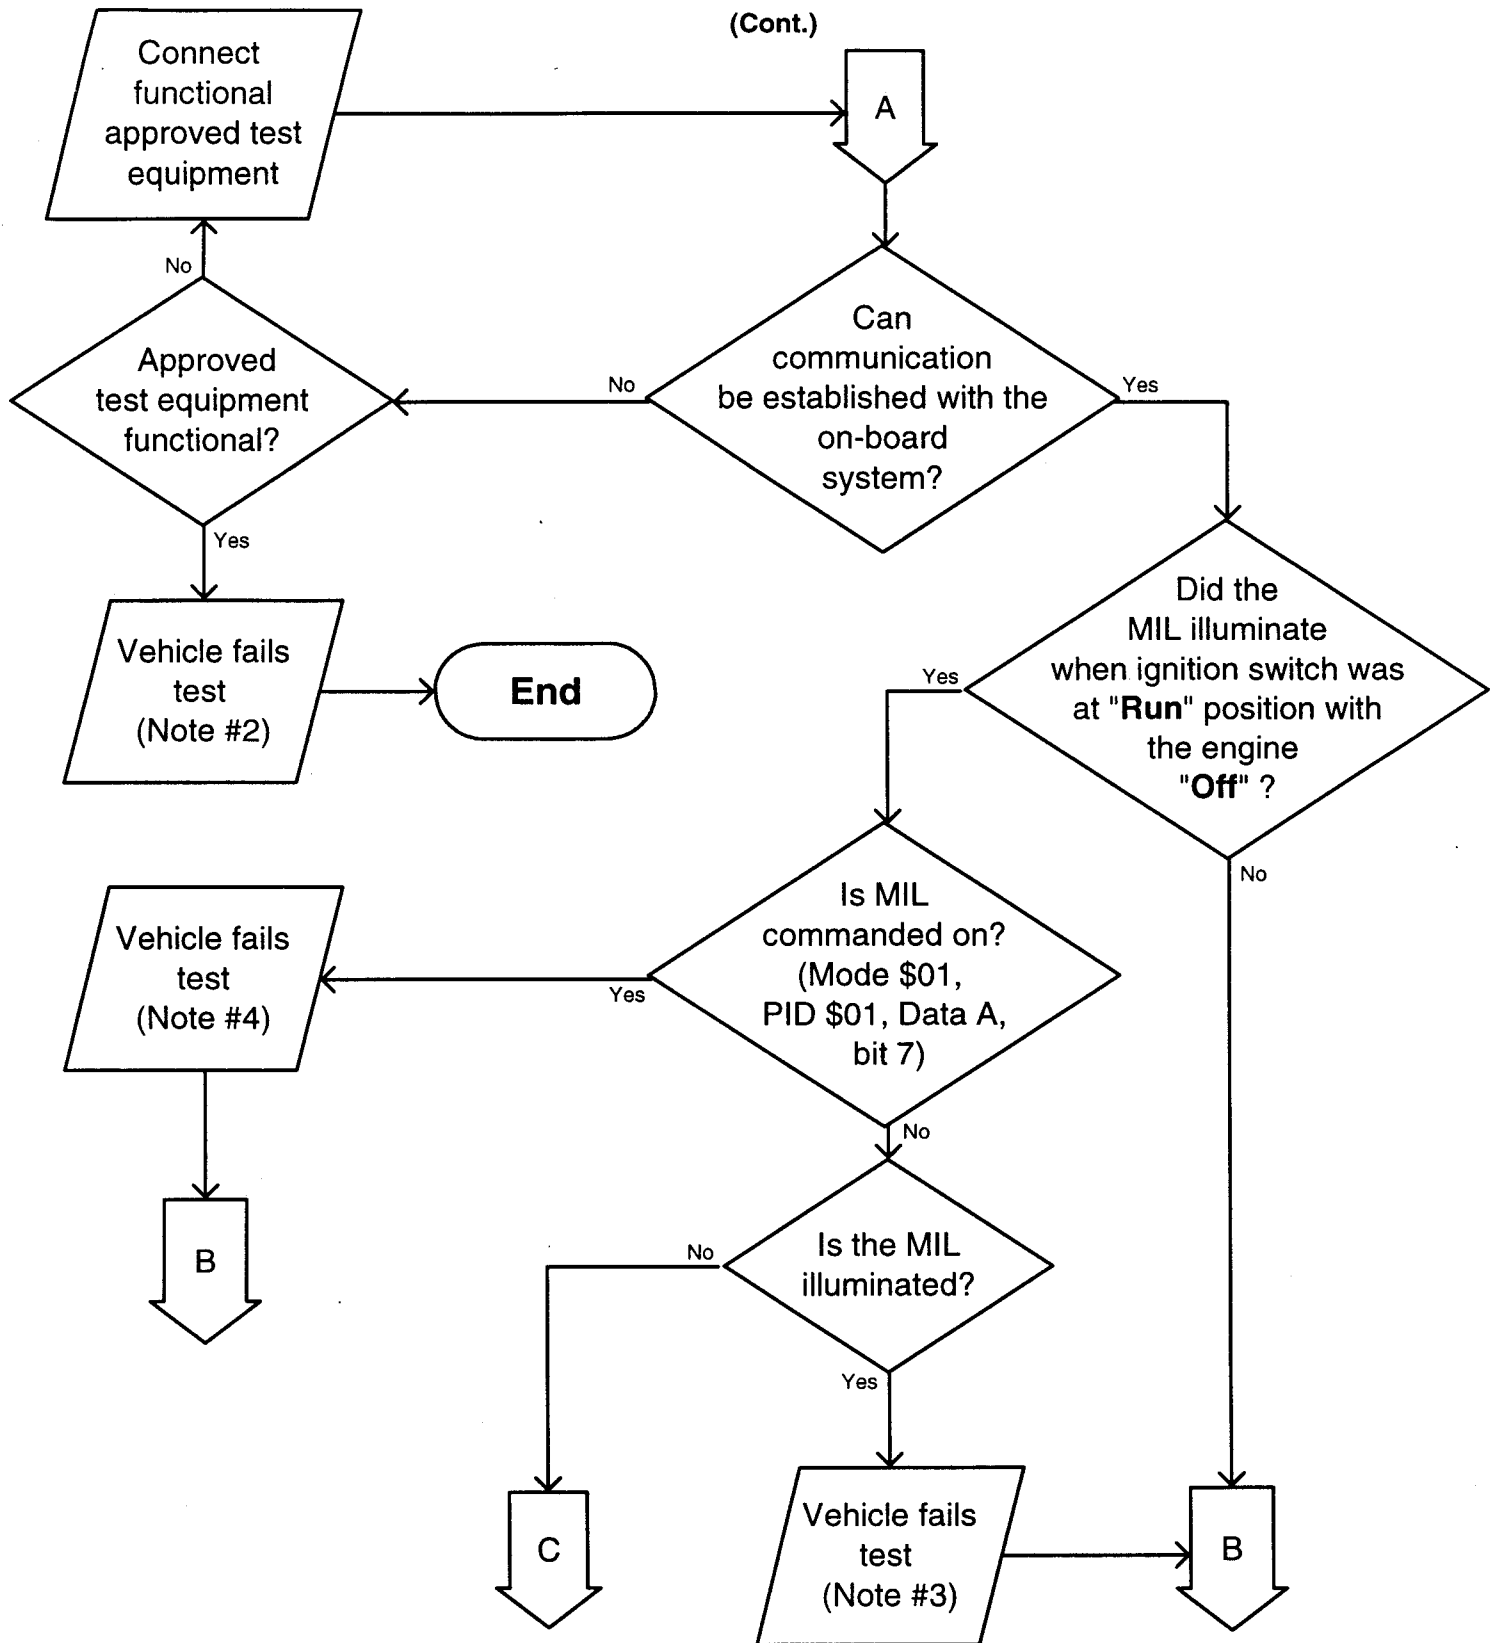 (Cont.)
Connect
functional
approved test
equipment
A
No
Can
communication
be established with the
on-board
system?
Approved
test equipment
functional?
No
Yes
Yes
Did the
MIL illuminate
when ignition switch was
at "Run" position with
the engine
"Off" ?
Vehicle fails
test
(Note #2)
End
Yes
No
Is MIL
commanded on?
(Mode $01,
PID $01, Data A,
bit 7)
Vehicle fails
test
(Note #4)
Yes
No
B
Is the MIL
illuminated?
No
Yes
C
Vehicle fails
test
(Note #3)
B